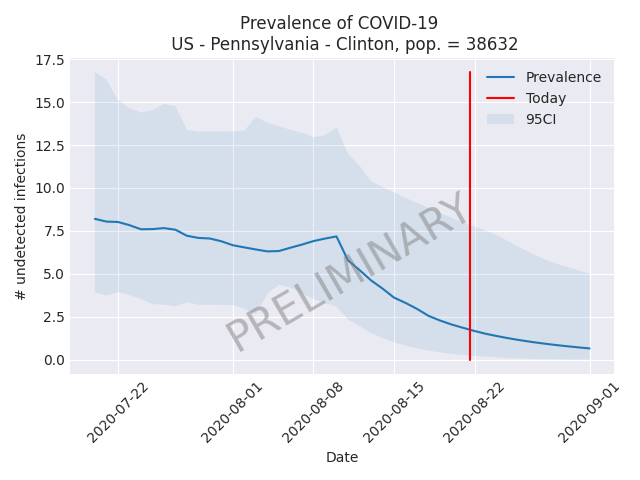 Prevalence of COVID-19
US - Pennsylvania - Clinton, pop. = 38632
# undetected infections
17.5
15.0
12.5
10.0
7.5
5.0
2.5
0.0
Prevalence
Today
95CI
PRELIMINARY
2020-07-22
2020-08-01
2020-08-08
2020-08-15
2020-08-22
2020-09-01
Date